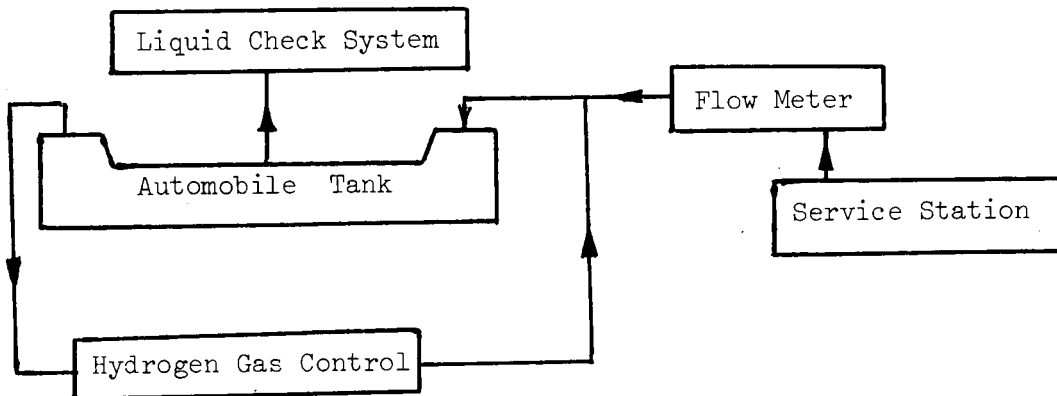 Liquid Check System
Flow Meter
Automobile Tank
Service Station
Hydrogen Gas Control